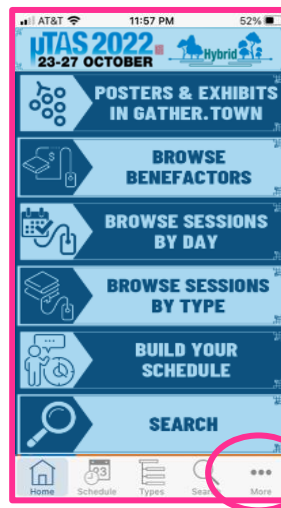 AT&T 11:57 PM 52%
µTAS 2022 Hybrid
23-27 OCTOBER
POSTERS & EXHIBITS
IN GATHER.TOWN
BROWSE
BENEFACTORS
BROWSE SESSIONS
BY DAY
BROWSE SESSIONS
BY TYPE
BUILD YOUR
SCHEDULE
SEARCH
Home Schedule Types Search More